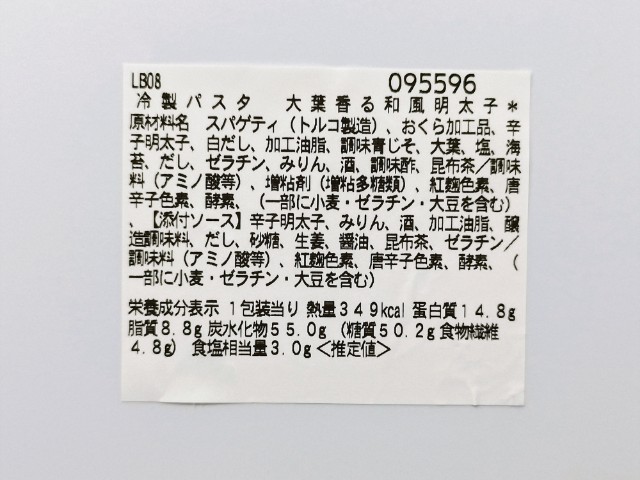 LB08
095596
冷製パスタ 大葉香る和風明太子*
原材料名 スパゲティ(トルコ製造)、おくら加工品、辛
子明太子、白だし、加工油脂、調味青じそ、大葉、塩、海
苔、だし、ゼラチン、みりん、酒、調味酢、昆布茶/調味
料(アミノ酸等)、増粘剤(増粘多糖類)、紅麹色素、唐
辛子色素、酵素、(一部に小麦・ゼラチン・大豆を含む)
、【添付ソース】辛子明太子、みりん、酒、加工油脂、醸
造調味料、だし、砂糖、生姜、醤油、昆布茶、ゼラチン/
調味料(アミノ酸等)、紅麹色素、唐辛子色素、酵素、(
一部に小麦・ゼラチン・大豆を含む)
栄養成分表示 1包装当り 熱量349kcal 蛋白質14.8g
脂質8.8g炭水化物55.0g (糖質50.2g食物繊維
4.8g) 食塩相当量3.0g<推定値>